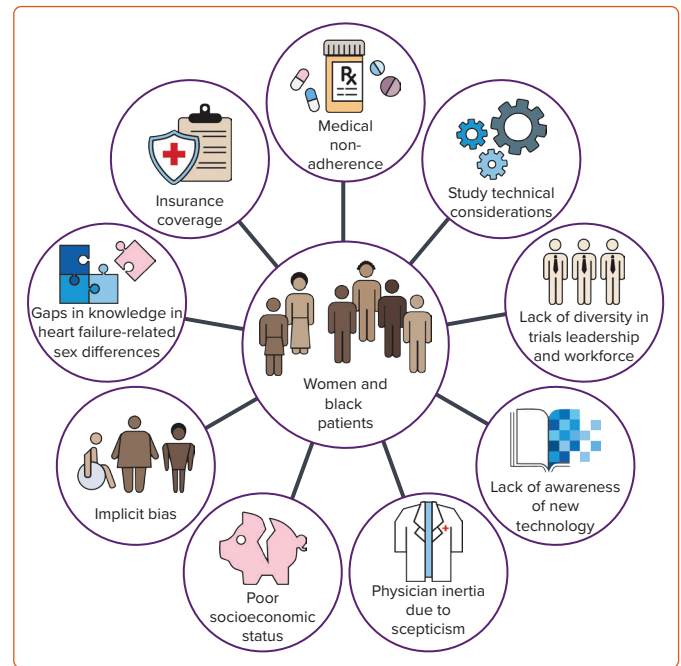 Rx
Medical
non-
adherence
Study technical
considerations
Lack of diversity in
trials leadership
and workforce
Lack of awareness
of new
technology
Physician inertia
due to
scepticism
Poor
socioeconomic
status
Implicit bias
Gaps in knowledge in
heart failure-related
sex differences
Insurance
coverage
Women and
black
patients